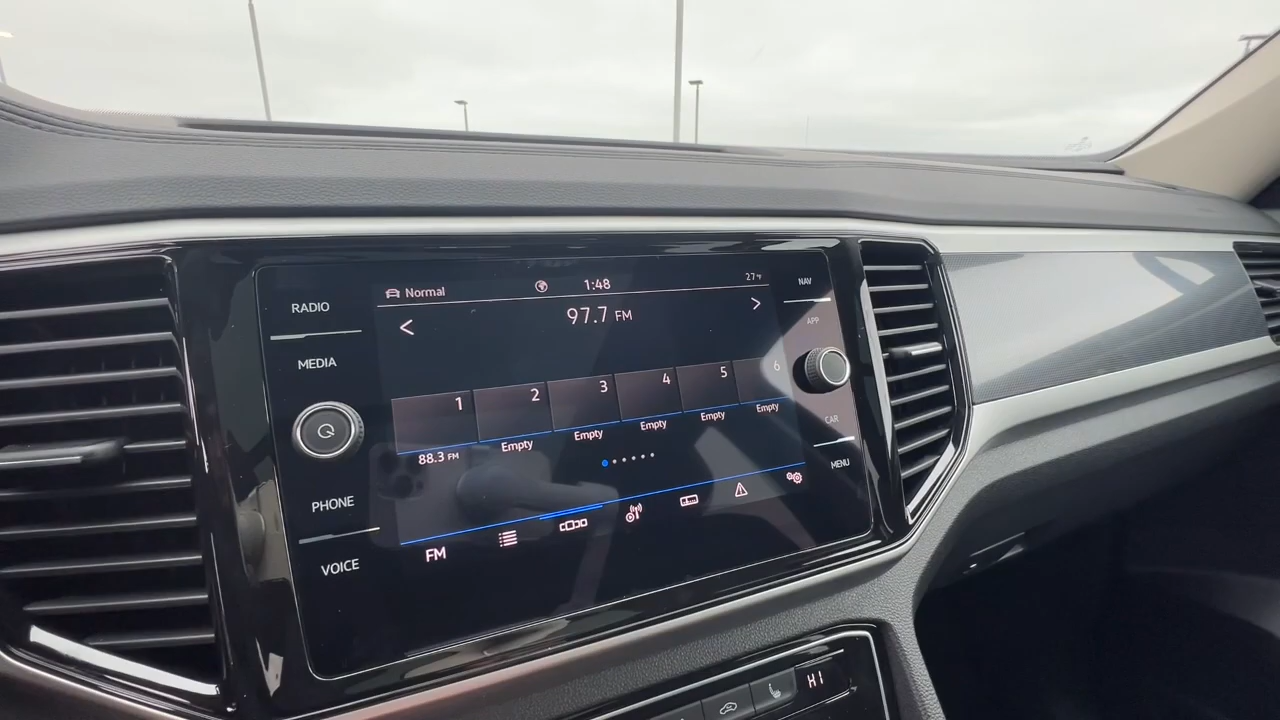 RADIO
MEDIA
PHONE
VOICE
Normal
1:48
27°F
97.7 FM
1
2
3
4
5
6
88.3 FM
Empty
Empty
Empty
Empty
Empty
FM
NAV
APP
CAR
MENU
HI